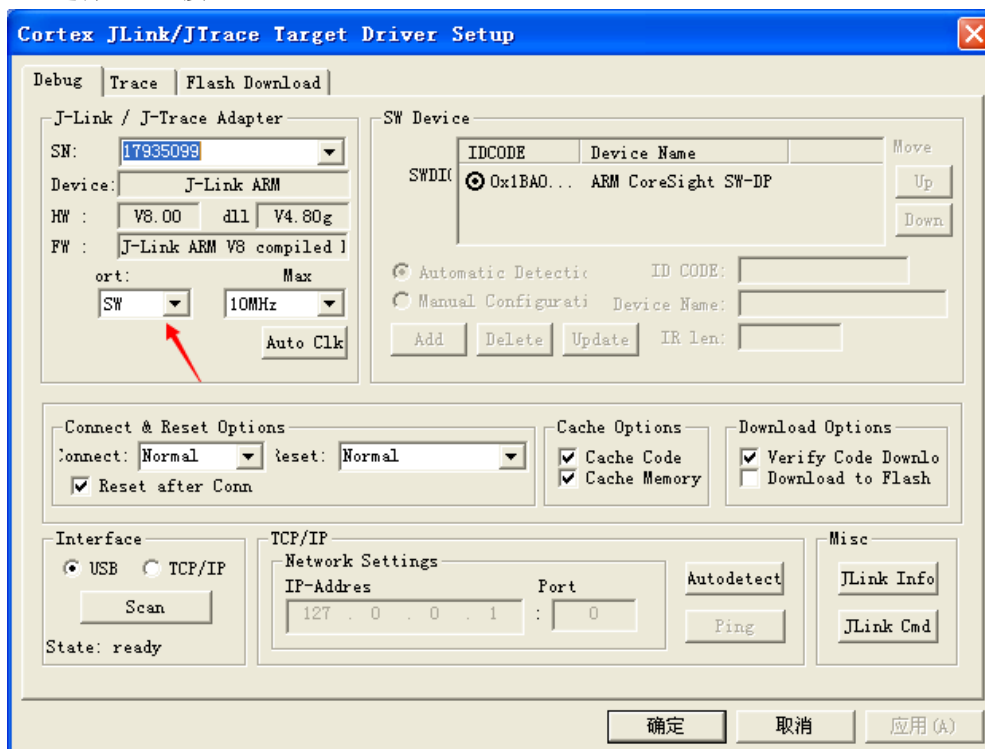 Cortex JLink/JTrace Target Driver Setup
Debug Trace Flash Download
J-Link / J-Trace Adapter
SN: 17935099
Device: J-Link ARM
HW : V8.00 dll V4.80g
FW : J-Link ARM V8 compiled
ort: Max
SW 10MHz
Auto Clk
SW Device
IDCODE Device Name
SWDI
0x1BA0... ARM CoreSight SW-DP
Move
Up
Down
Automatic Detectic ID CODE:
Manual Configurati Device Name:
Add Delete Update IR len:
Connect & Reset Options
onnect: Normal eset: Normal
Reset after Conn
Cache Options
Cache Code
Cache Memory
Download Options
Verify Code Downlo
Download to Flash
Interface
USB TCP/IP
Scan
State: ready
TCP/IP
Network Settings
IP-Addres Port
127 . 0 . 0 . 1 : 0
Autodetect
Ping
Misc
JLink Info
JLink Cmd
确定 取消 应用(A)